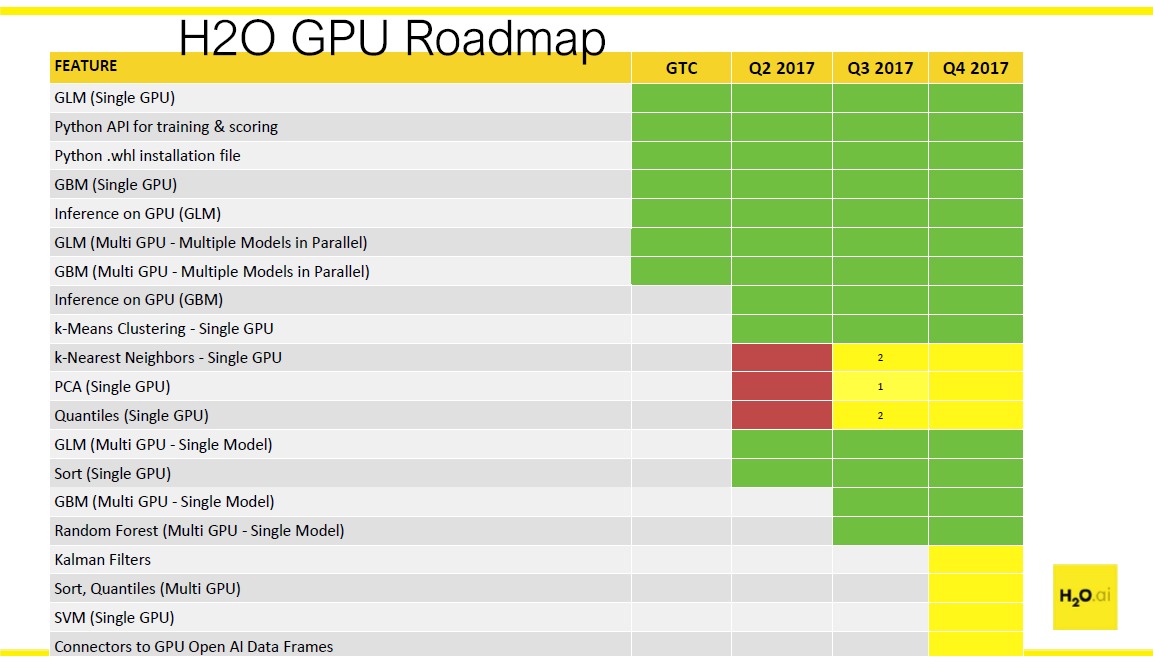 H2O GPU Roadmap
FEATURE GTC Q2 2017 Q3 2017 Q4 2017
GLM (Single GPU)
Python API for training & scoring
Python .whl installation file
GBM (Single GPU)
Inference on GPU (GLM)
GLM (Multi GPU - Multiple Models in Parallel)
GBM (Multi GPU - Multiple Models in Parallel)
Inference on GPU (GBM)
k-Means Clustering - Single GPU
k-Nearest Neighbors - Single GPU 2
PCA (Single GPU) 1
Quantiles (Single GPU) 2
GLM (Multi GPU - Single Model)
Sort (Single GPU)
GBM (Multi GPU - Single Model)
Random Forest (Multi GPU - Single Model)
Kalman Filters
Sort, Quantiles (Multi GPU)
SVM (Single GPU)
Connectors to GPU Open AI Data Frames
H2O.ai